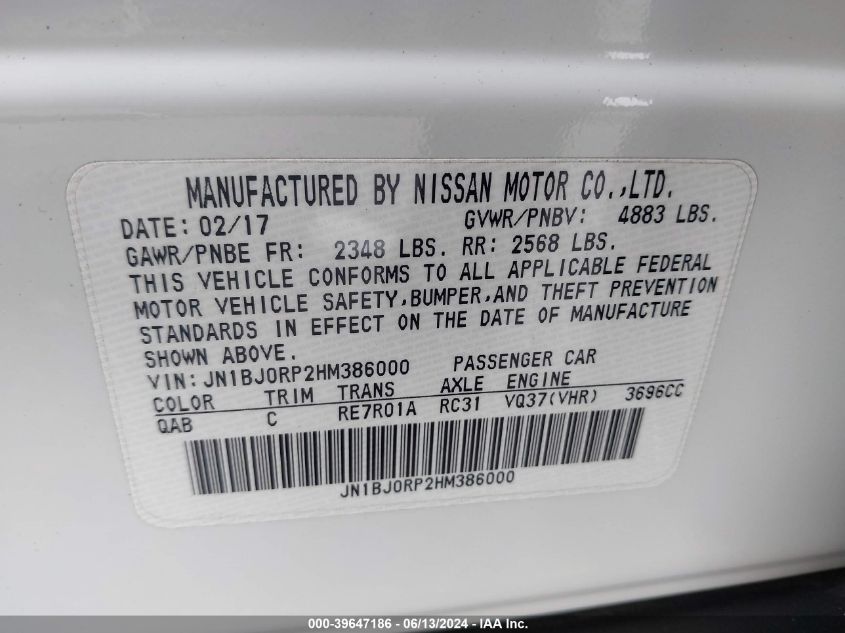 MANUFACTURED BY NISSAN MOTOR CO.,LTD.
DATE: 02/17 GVWR/PNBV: 4883 LBS.
GAWR/PNBE FR: 2348 LBS. RR: 2568 LBS.
THIS VEHICLE CONFORMS TO ALL APPLICABLE FEDERAL
MOTOR VEHICLE SAFETY,BUMPER,AND THEFT PREVENTION
STANDARDS IN EFFECT ON THE DATE OF MANUFACTURE
SHOWN ABOVE.
VIN: JN1BJ0RP2HM386000 PASSENGER CAR
COLOR TRIM TRANS AXLE ENGINE
QAB C RE7R01A RC31 VQ37(VHR) 3696CC
JN1BJ0RP2HM386000
000-39647186 - 06/13/2024 - IAA Inc.